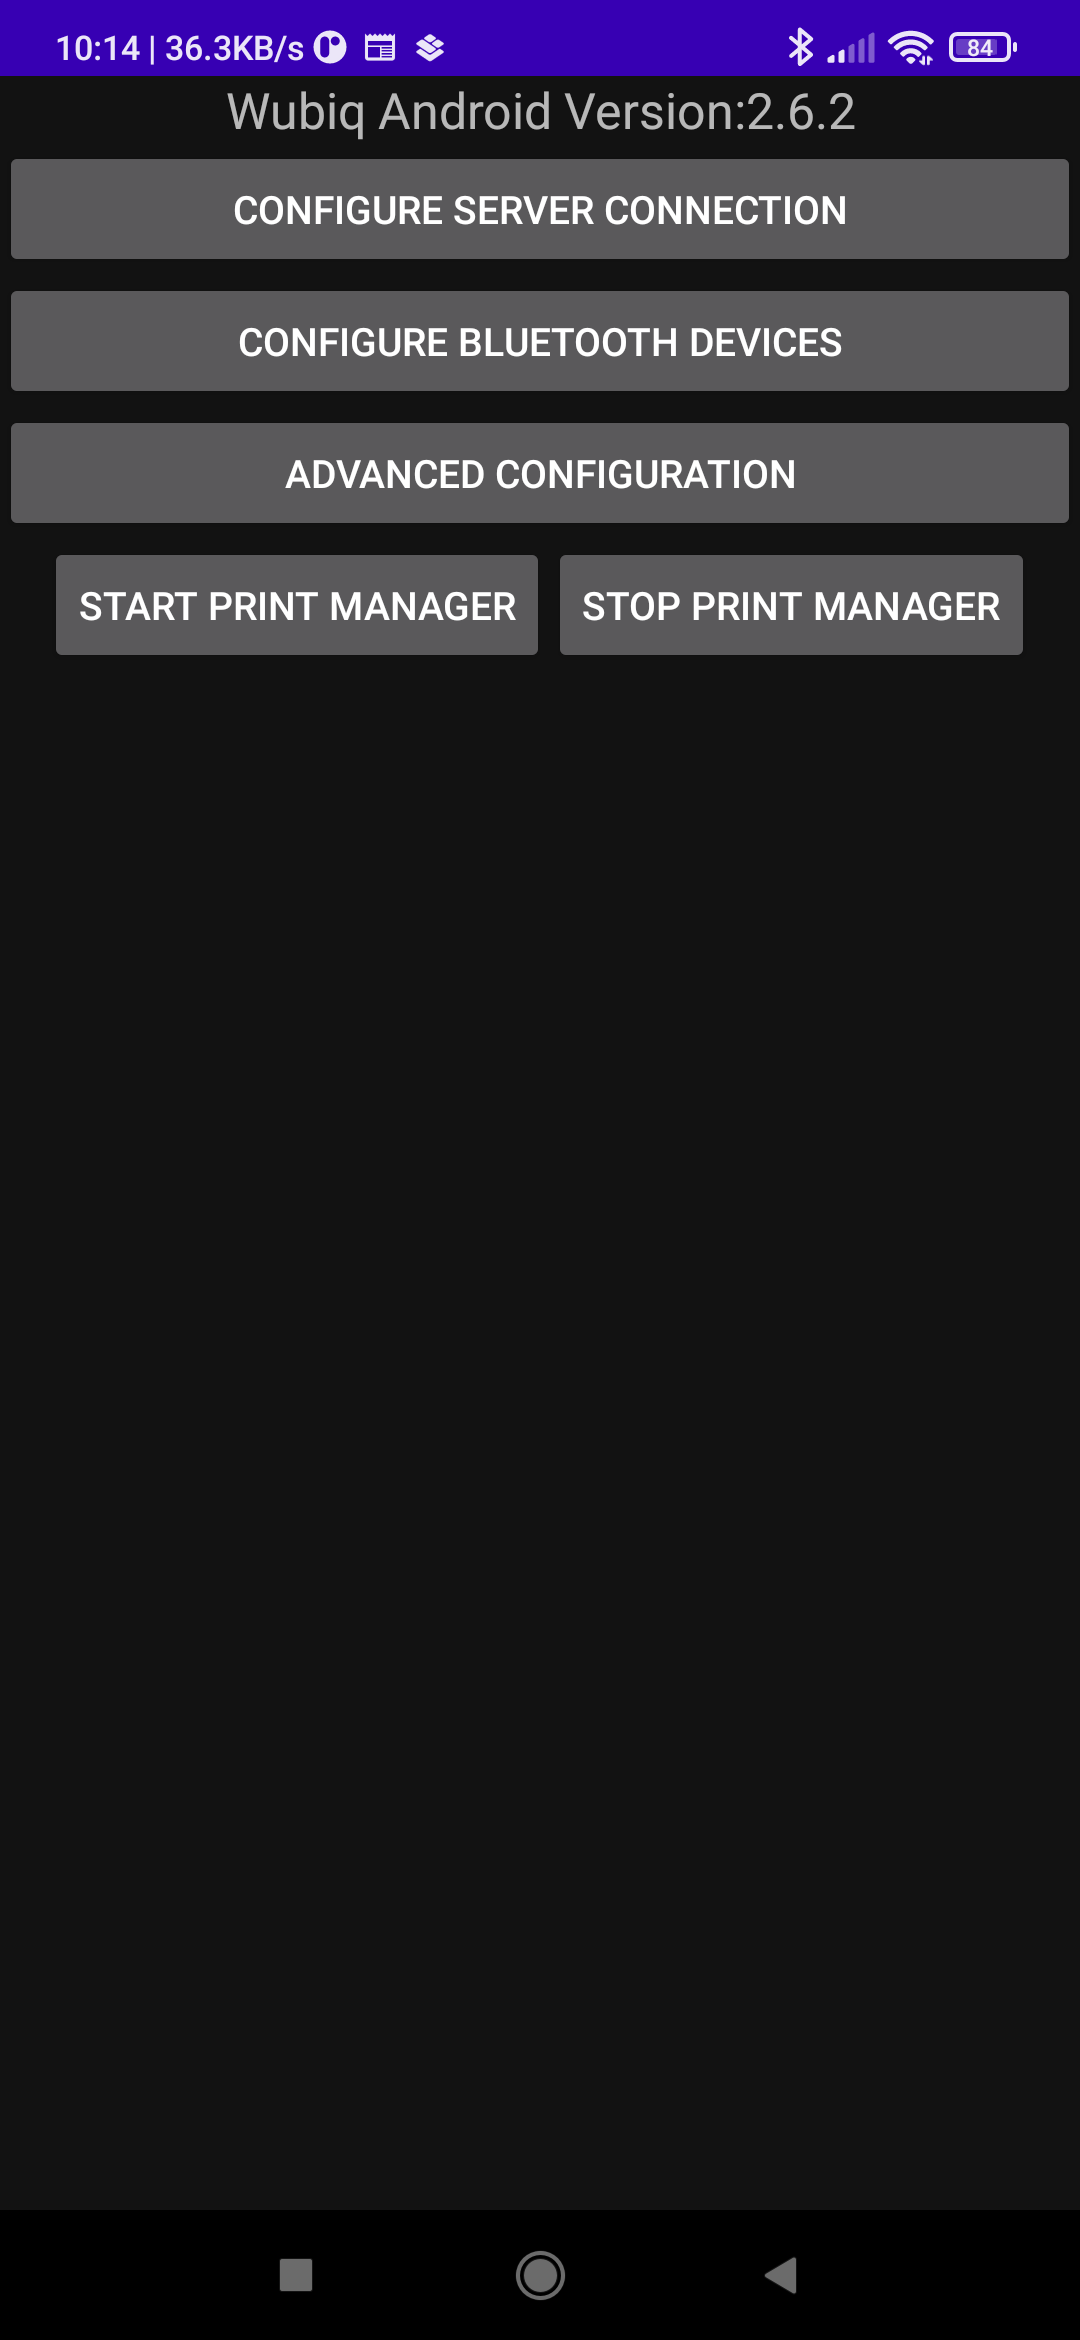 10:14 | 36.3KB/s 84
Wubiq Android Version:2.6.2
CONFIGURE SERVER CONNECTION
CONFIGURE BLUETOOTH DEVICES
ADVANCED CONFIGURATION
START PRINT MANAGER STOP PRINT MANAGER